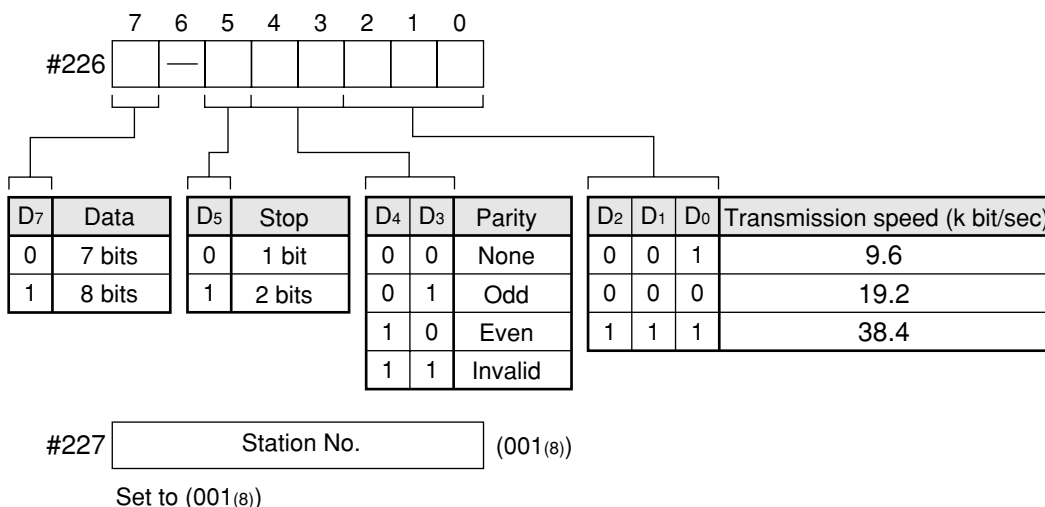 7 6 5 4 3 2 1 0
#226 —
D7 Data
0 7 bits
1 8 bits
D5 Stop
0 1 bit
1 2 bits
D4 D3 Parity
0 0 None
0 1 Odd
1 0 Even
1 1 Invalid
D2 D1 D0 Transmission speed (k bit/sec)
0 0 1 9.6
0 0 0 19.2
1 1 1 38.4
#227 Station No. (001(8))
Set to (001(8))